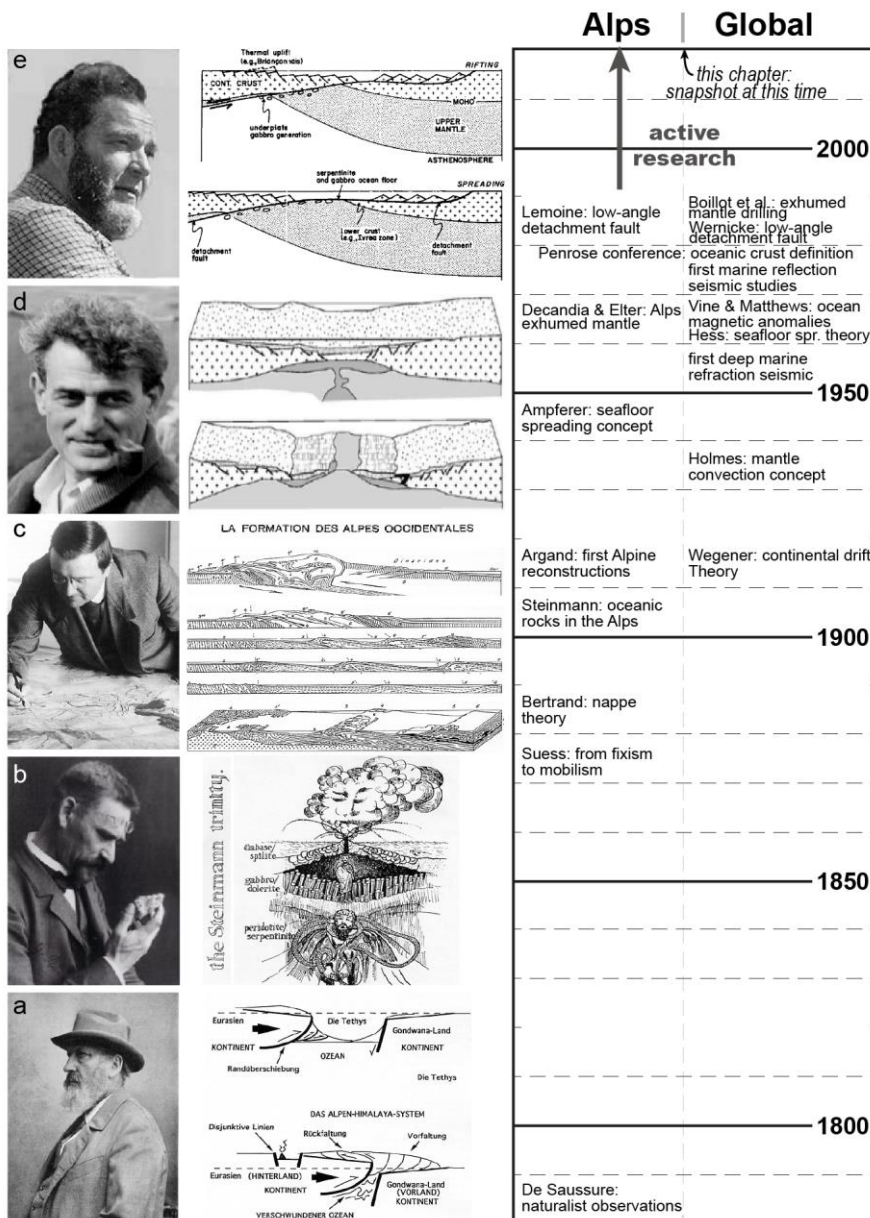 Alps
Global
this chapter:
snapshot at this time
active
research
2000
Lemoine: low-angle
detachment fault
Boillot et al.: exhumed
mantle drilling
Wernicke: low-angle
detachment fault
Penrose conference: oceanic crust definition
first marine reflection
seismic studies
Decandia & Elter: Alps
exhumed mantle
Vine & Matthews: ocean
magnetic anomalies
Hess: seafloor spr. theory
first deep marine
refraction seismic
1950
Ampferer: seafloor
spreading concept
Holmes: mantle
convection concept
Argand: first Alpine
reconstructions
Wegener: continental drift
Theory
Steinmann: oceanic
rocks in the Alps
1900
Bertrand: nappe
theory
Suess: from fixism
to mobilism
1850
1800
De Saussure:
naturalist observations
e
Thermal uplift
(e.g., Briançonnais)
RIFTING
CONT. CRUST
MOHO
underplate
gabbro generation
UPPER
MANTLE
ASTHENOSPHERE
serpentinite
and gabbro ocean floor
SPREADING
detachment
fault
Lower crust
(e.g., Ivrea zone)
detachment
fault
d
c
LA FORMATION DES ALPES OCCIDENTALES
b
the Steinmann trinity.
diabase/
spilite
gabbro/
dolerite
peridotite/
serpentinite
a
Eurasien
Die Tethys
Gondwana-Land
KONTINENT
OZEAN
KONTINENT
Randüberschiebung
Die Tethys
DAS ALPEN-HIMALAYA-SYSTEM
Disjunktive Linien
Rückfaltung
Vorfaltung
Eurasien (HINTERLAND)
KONTINENT
Gondwana-Land
(VORLAND)
KONTINENT
VERSCHWUNDENER OZEAN